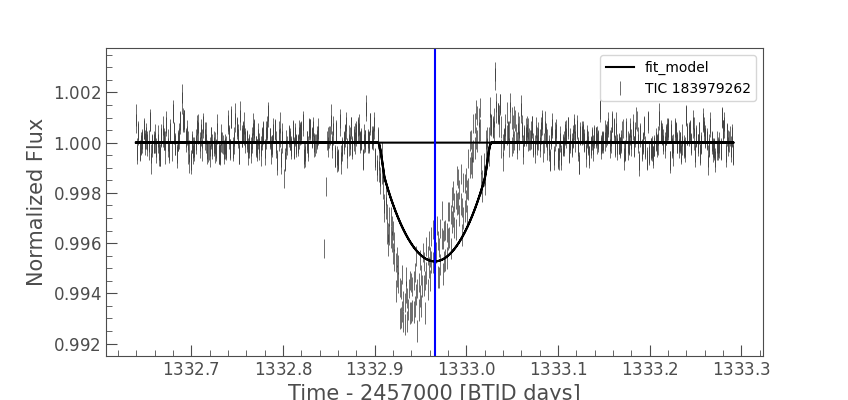 fit_model
TIC 183979262
1.002
1.000
0.998
0.996
0.994
0.992
Normalized Flux
1332.7 1332.8 1332.9 1333.0 1333.1 1333.2 1333.3
Time - 2457000 [BTJD days]